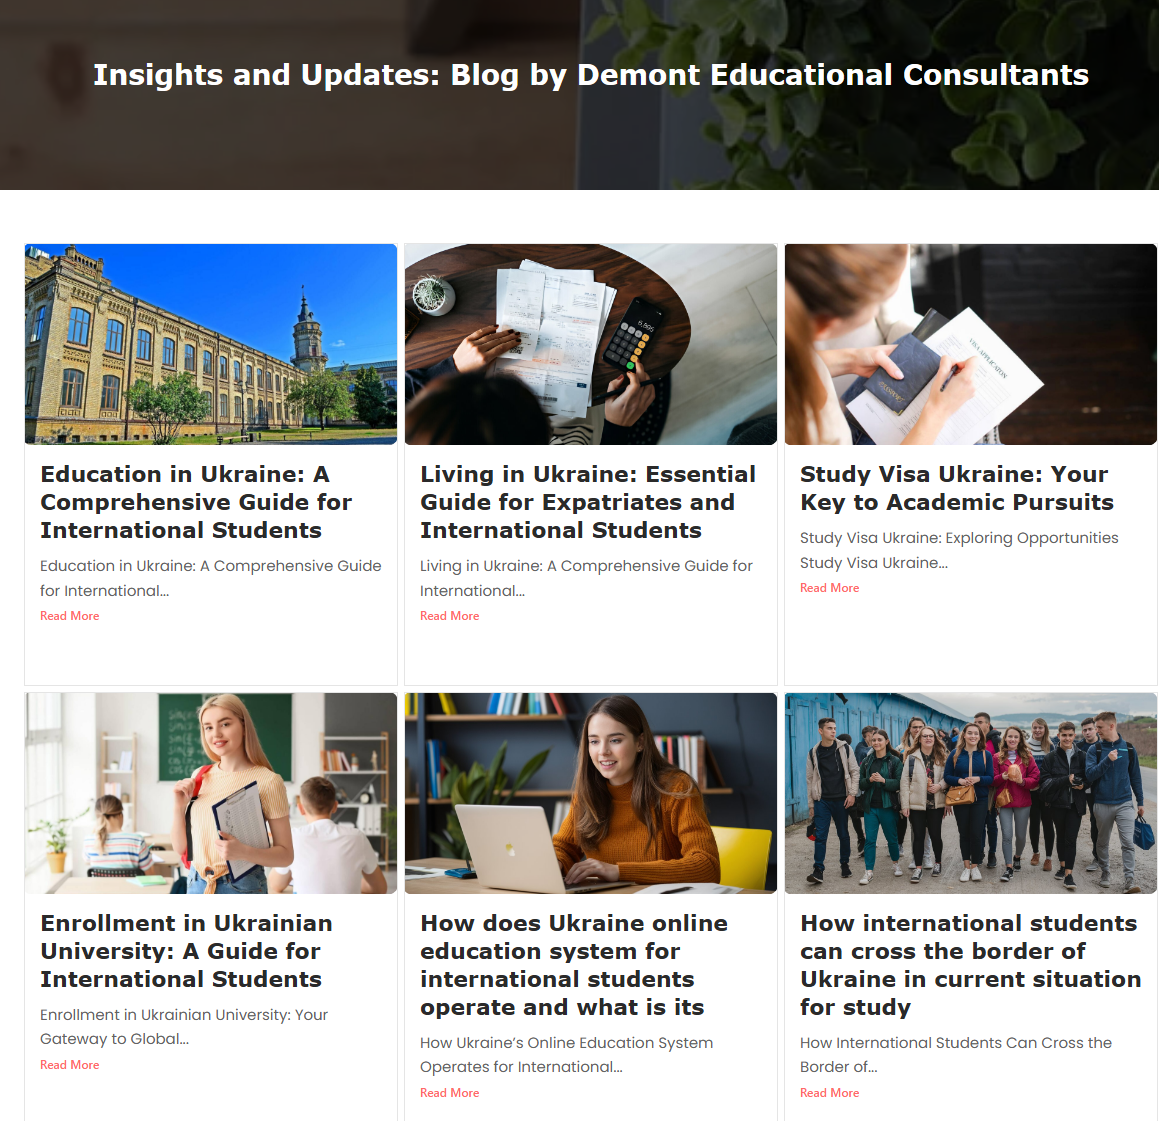 Insights and Updates: Blog by Demont Educational Consultants
6,595
VISA APPLICATION
PASSPORT
Education in Ukraine: A
Comprehensive Guide for
International Students
Education in Ukraine: A Comprehensive Guide
for International...
Read More
Living in Ukraine: Essential
Guide for Expatriates and
International Students
Living in Ukraine: A Comprehensive Guide for
International...
Read More
Study Visa Ukraine: Your
Key to Academic Pursuits
Study Visa Ukraine: Exploring Opportunities
Study Visa Ukraine...
Read More
Enrollment in Ukrainian
University: A Guide for
International Students
Enrollment in Ukrainian University: Your
Gateway to Global...
Read More
How does Ukraine online
education system for
international students
operate and what is its
How Ukraine’s Online Education System
Operates for International...
Read More
How international students
can cross the border of
Ukraine in current situation
for study
How International Students Can Cross the
Border of...
Read More